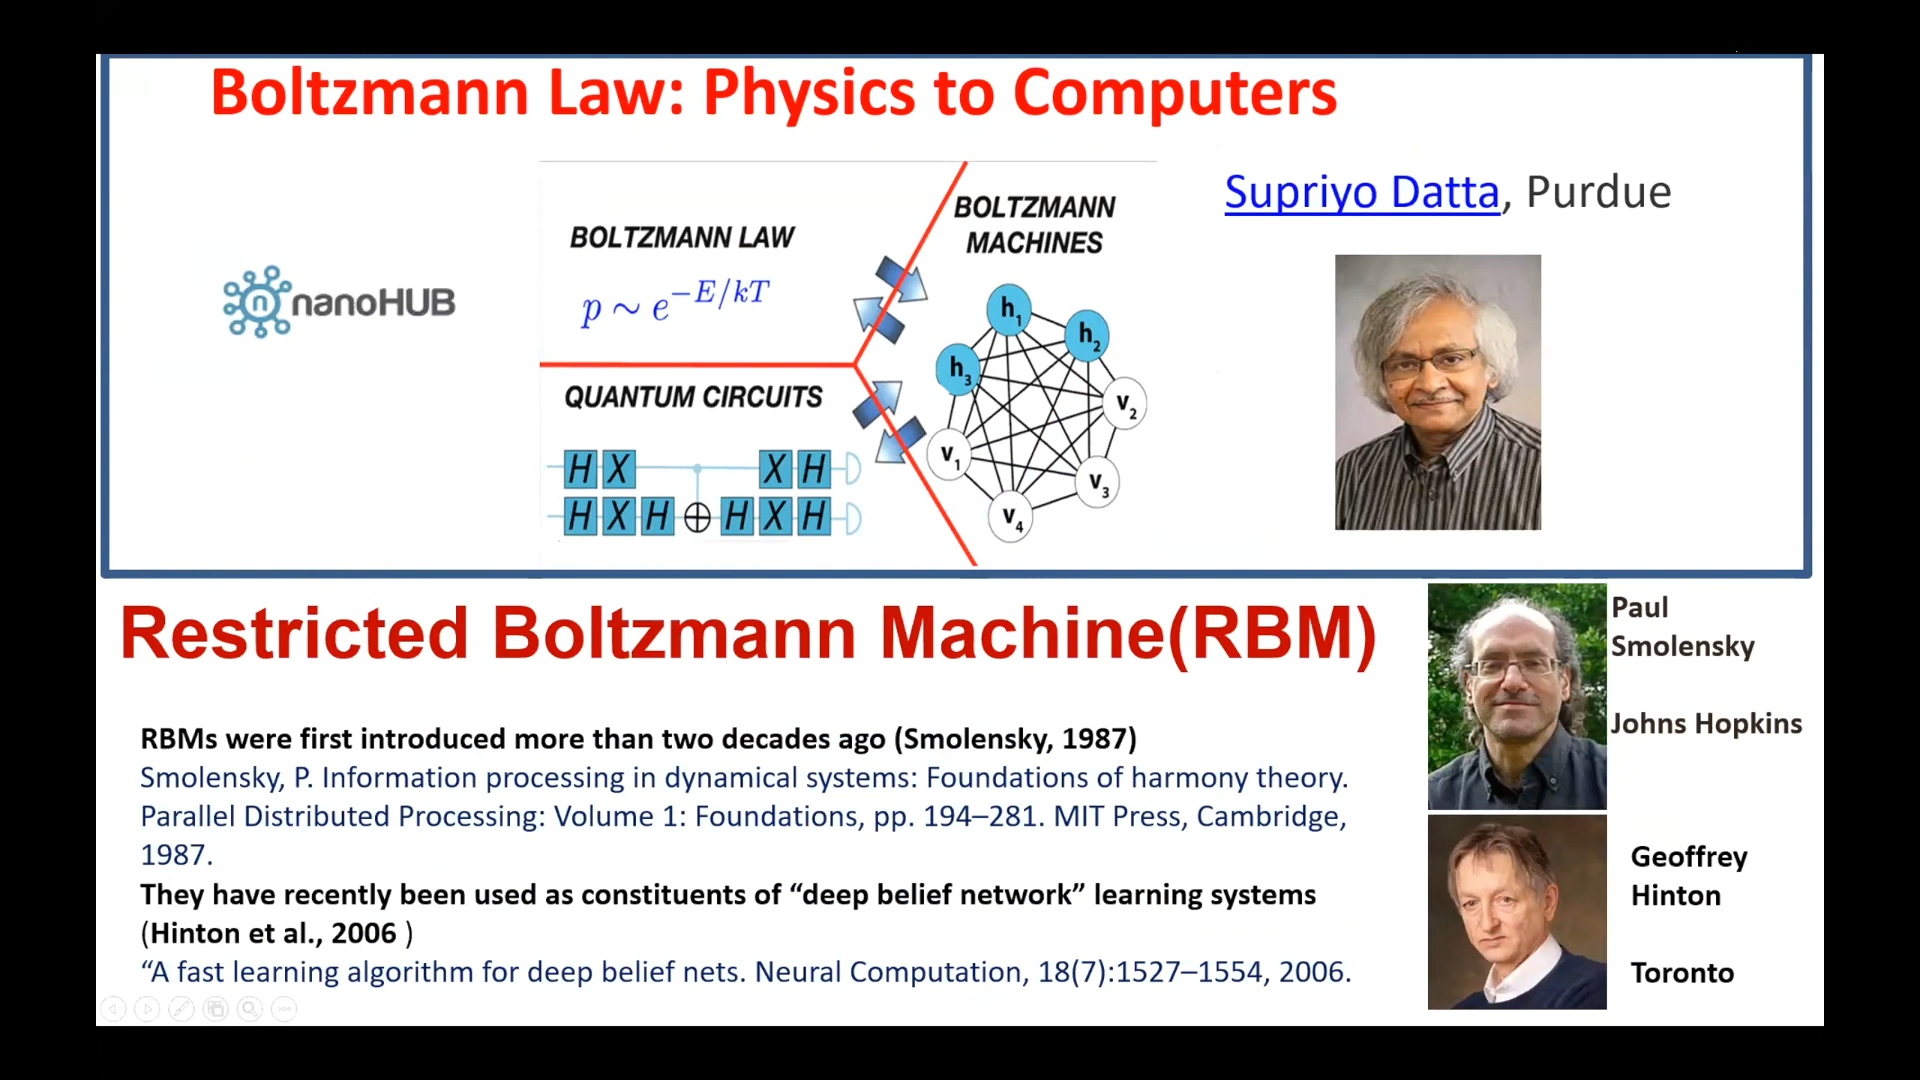 Boltzmann Law: Physics to Computers
Supriyo Datta, Purdue
nanoHUB
BOLTZMANN LAW
p ~ e^{-E/kT}
BOLTZMANN
MACHINES
h1
h2
h3
v2
v1
v3
v4
QUANTUM CIRCUITS
H X X H
H X H ⊕ H X H
Restricted Boltzmann Machine(RBM)
RBMs were first introduced more than two decades ago (Smolensky, 1987)
Smolensky, P. Information processing in dynamical systems: Foundations of harmony theory.
Parallel Distributed Processing: Volume 1: Foundations, pp. 194–281. MIT Press, Cambridge,
1987.
They have recently been used as constituents of “deep belief network” learning systems
(Hinton et al., 2006 )
“A fast learning algorithm for deep belief nets. Neural Computation, 18(7):1527–1554, 2006.
Paul
Smolensky
Johns Hopkins
Geoffrey
Hinton
Toronto